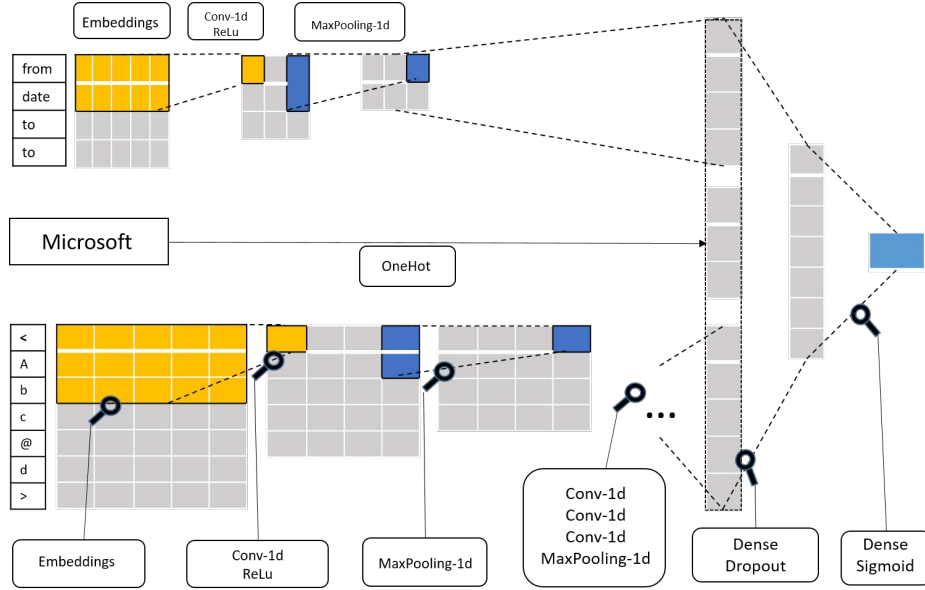 Embeddings
Conv-1d
ReLu
MaxPooling-1d
from
date
to
to
Microsoft
OneHot
<
A
b
c
@
d
>
...
Embeddings
Conv-1d
ReLu
MaxPooling-1d
Conv-1d
Conv-1d
Conv-1d
MaxPooling-1d
Dense
Dropout
Dense
Sigmoid